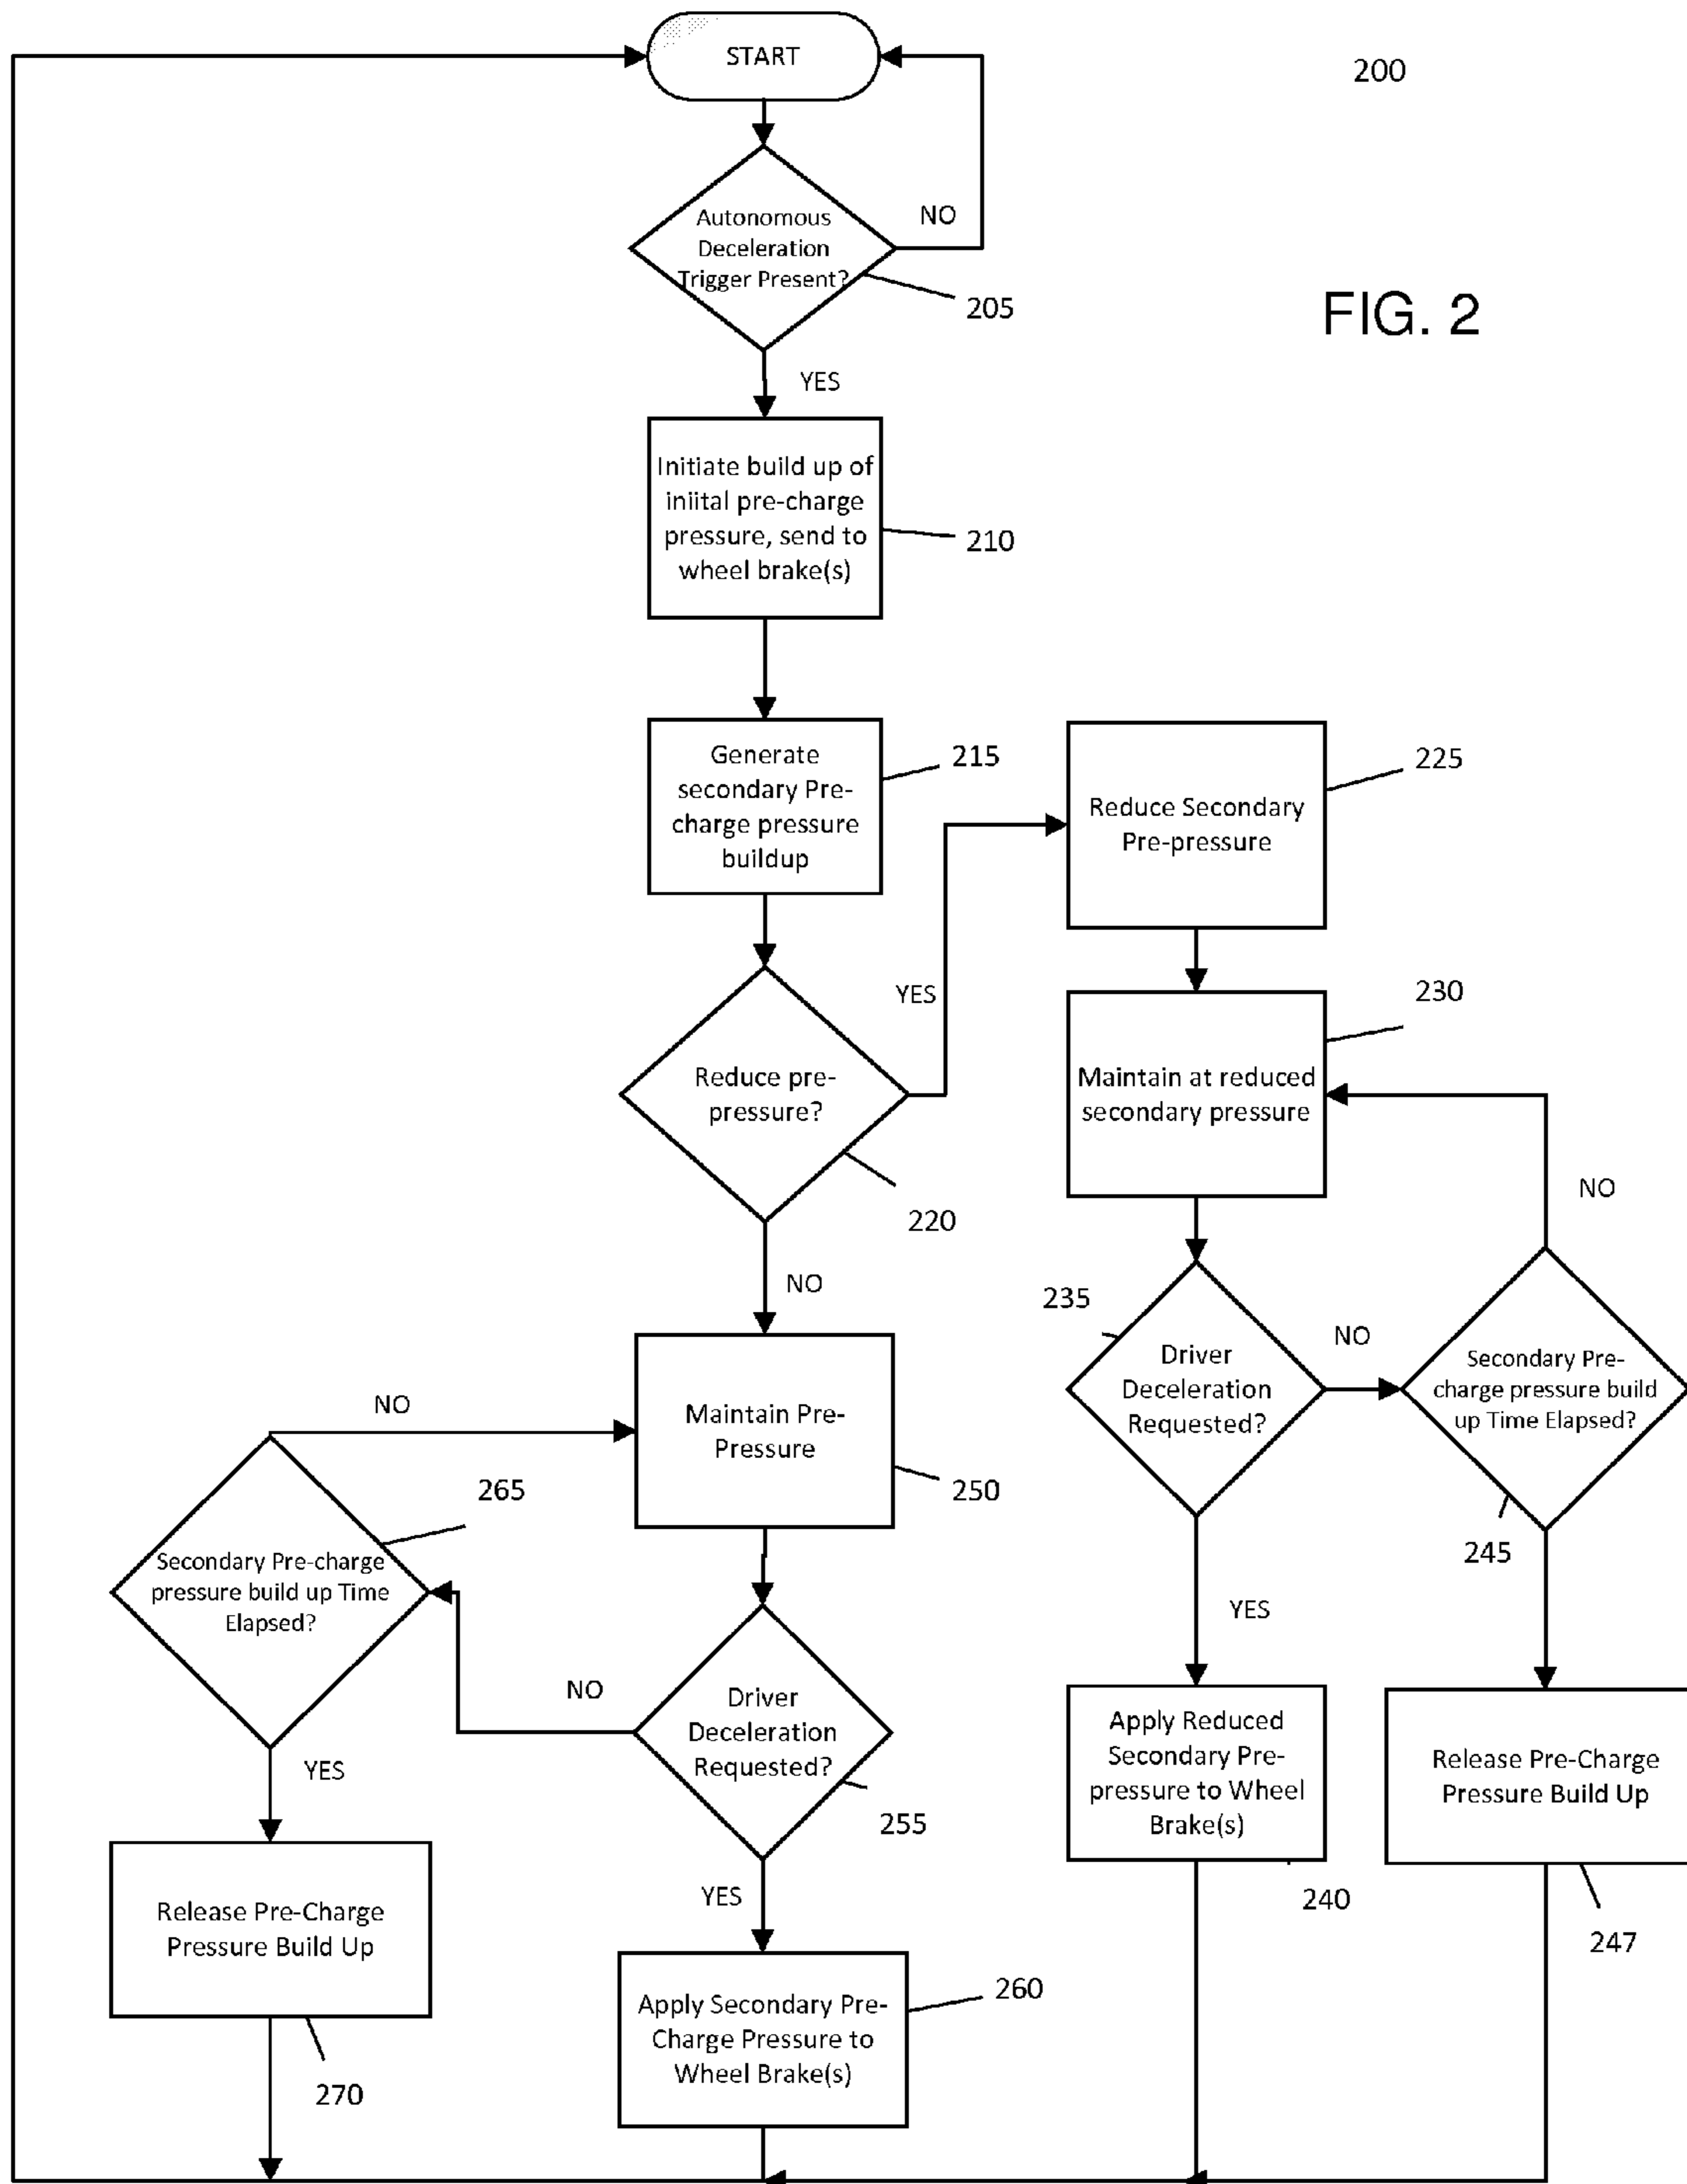 START
200
NO
Autonomous
Deceleration
Trigger Present?
205
FIG. 2
YES
Initiate build up of
iniital pre-charge
pressure, send to
wheel brake(s)
210
Generate
secondary Pre-
charge pressure
buildup
215
Reduce Secondary
Pre-pressure
225
YES
Reduce pre-
pressure?
220
Maintain at reduced
secondary pressure
230
NO
NO
235
Driver
Deceleration
Requested?
NO
Secondary Pre-
charge pressure build
up Time Elapsed?
245
NO
Maintain Pre-
Pressure
250
265
Secondary Pre-charge
pressure build up Time
Elapsed?
YES
NO
Driver
Deceleration
Requested?
255
YES
Apply Reduced
Secondary Pre-
pressure to Wheel
Brake(s)
240
Release Pre-Charge
Pressure Build Up
247
YES
Release Pre-Charge
Pressure Build Up
270
Apply Secondary Pre-
Charge Pressure to
Wheel Brake(s)
260